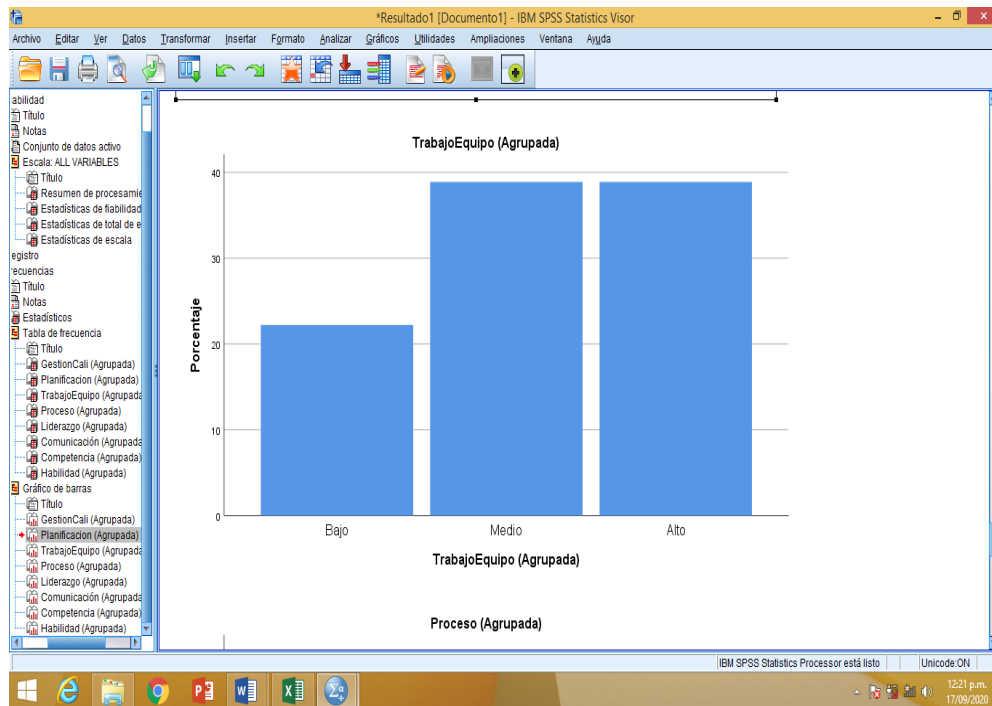 *Resultado1 [Documento1] - IBM SPSS Statistics Visor
Archivo Editar Ver Datos Transformar Insertar Formato Analizar Gráficos Utilidades Ampliaciones Ventana Ayuda
abilidad
Título
Notas
Conjunto de datos activo
Escala: ALL VARIABLES
Título
Resumen de procesamie
Estadísticas de fiabilidad
Estadísticas de total de e
Estadísticas de escala
egistro
recuencias
Título
Notas
Estadísticos
Tabla de frecuencia
Título
GestionCali (Agrupada)
Planificacion (Agrupada)
TrabajoEquipo (Agrupada
Proceso (Agrupada)
Liderazgo (Agrupada)
Comunicación (Agrupada
Competencia (Agrupada)
Habilidad (Agrupada)
Gráfico de barras
Título
GestionCali (Agrupada)
Planificacion (Agrupada)
TrabajoEquipo (Agrupada
Proceso (Agrupada)
Liderazgo (Agrupada)
Comunicación (Agrupada
Competencia (Agrupada)
Habilidad (Agrupada)
TrabajoEquipo (Agrupada)
Porcentaje
40
30
20
10
0
Bajo Medio Alto
TrabajoEquipo (Agrupada)
Proceso (Agrupada)
IBM SPSS Statistics Processor está listo Unicode:ON
12:21 p.m.
17/09/2020